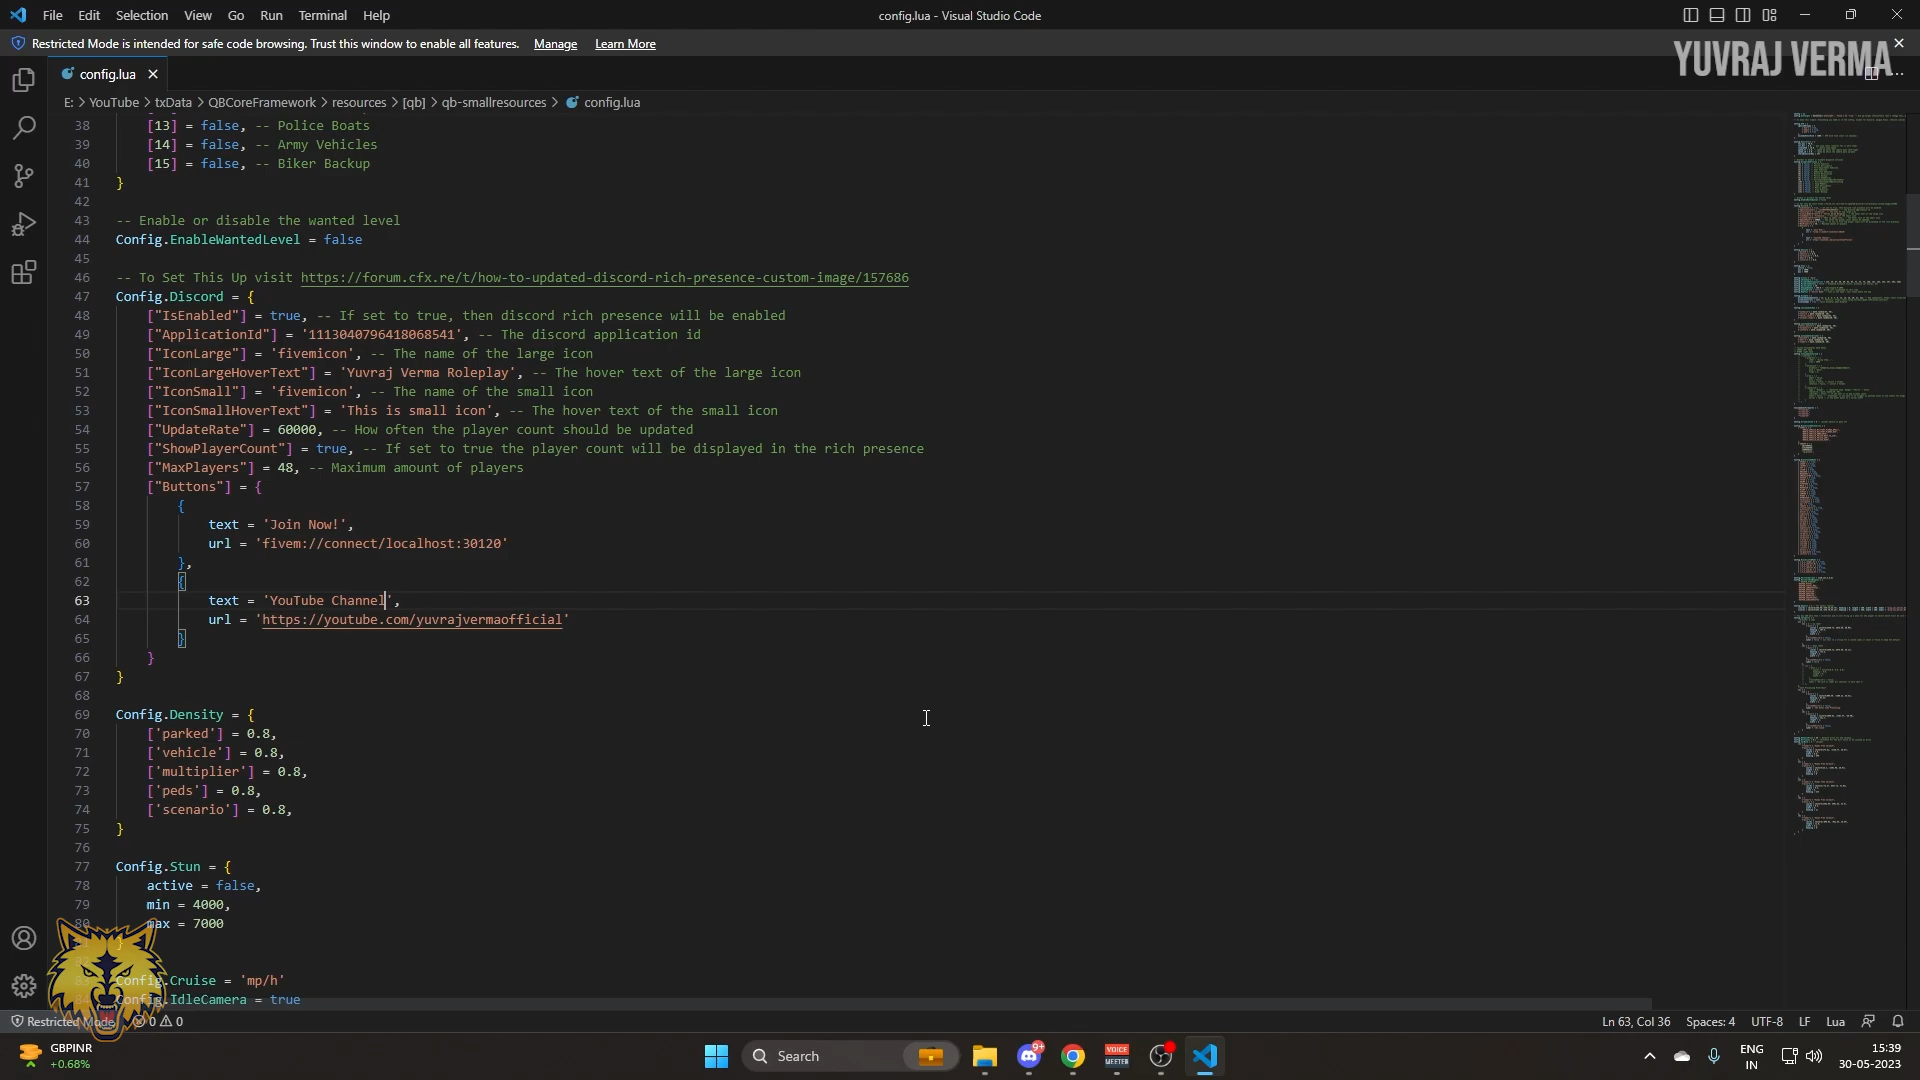 File Edit Selection View Go Run Terminal Help
config.lua - Visual Studio Code
Restricted Mode is intended for safe code browsing. Trust this window to enable all features. Manage Learn More
YUVRAJ VERMA
config.lua
E: > YouTube > txData > QBCoreFramework > resources > [qb] > qb-smallresources > config.lua
38 [13] = false, -- Police Boats
39 [14] = false, -- Army Vehicles
40 [15] = false, -- Biker Backup
41 }
42
43 -- Enable or disable the wanted level
44 Config.EnableWantedLevel = false
45
46 -- To Set This Up visit https://forum.cfx.re/t/how-to-updated-discord-rich-presence-custom-image/157686
47 Config.Discord = {
48 ["IsEnabled"] = true, -- If set to true, then discord rich presence will be enabled
49 ["ApplicationId"] = '1113040796418068541', -- The discord application id
50 ["IconLarge"] = 'fivemicon', -- The name of the large icon
51 ["IconLargeHoverText"] = 'Yuvraj Verma Roleplay', -- The hover text of the large icon
52 ["IconSmall"] = 'fivemicon', -- The name of the small icon
53 ["IconSmallHoverText"] = 'This is small icon', -- The hover text of the small icon
54 ["UpdateRate"] = 60000, -- How often the player count should be updated
55 ["ShowPlayerCount"] = true, -- If set to true the player count will be displayed in the rich presence
56 ["MaxPlayers"] = 48, -- Maximum amount of players
57 ["Buttons"] = {
58 {
59 text = 'Join Now!',
60 url = 'fivem://connect/localhost:30120'
61 },
62 {
63 text = 'YouTube Channel',
64 url = 'https://youtube.com/yuvrajvermaofficial'
65 }
66 }
67 }
68
69 Config.Density = {
70 ['parked'] = 0.8,
71 ['vehicle'] = 0.8,
72 ['multiplier'] = 0.8,
73 ['peds'] = 0.8,
74 ['scenario'] = 0.8,
75 }
76
77 Config.Stun = {
78 active = false,
79 min = 4000,
80 max = 7000
}
Config.Cruise = 'mp/h'
Config.IdleCamera = true
Restricted Mode 0 0
Ln 63, Col 36 Spaces: 4 UTF-8 LF Lua
GBPINR
+0.68%
Search
9+
VOICE
MEETER
ENG
IN
15:39
30-05-2023